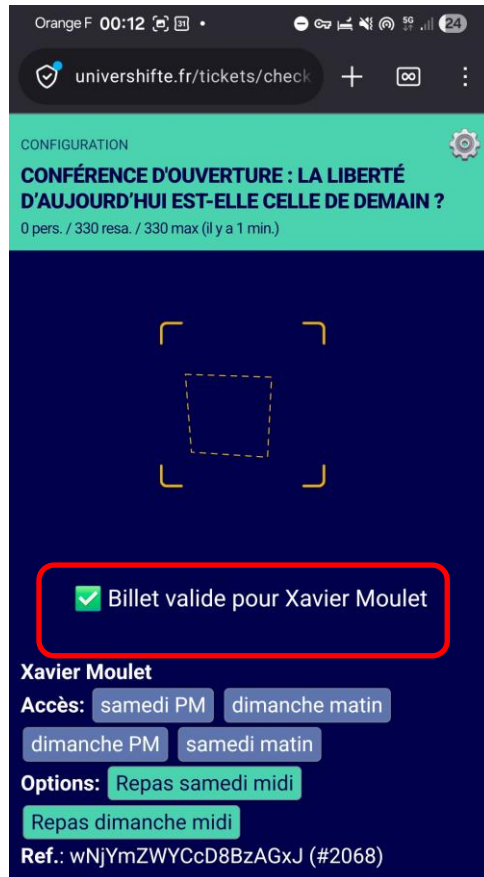 Orange F 00:12 31 • 5G 24
univershifte.fr/tickets/check
CONFIGURATION
CONFÉRENCE D'OUVERTURE : LA LIBERTÉ
D'AUJOURD'HUI EST-ELLE CELLE DE DEMAIN ?
0 pers. / 330 resa. / 330 max (il y a 1 min.)
Billet valide pour Xavier Moulet
Xavier Moulet
Accès: samedi PM dimanche matin
dimanche PM samedi matin
Options: Repas samedi midi
Repas dimanche midi
Ref.: wNjYmZWYCcD8BzAGxJ (#2068)